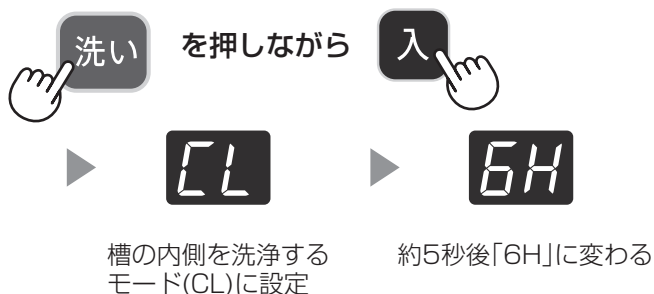 洗い を押しながら 入
CL 6H
槽の内側を洗浄する
モード(CL)に設定
約5秒後「6H」に変わる